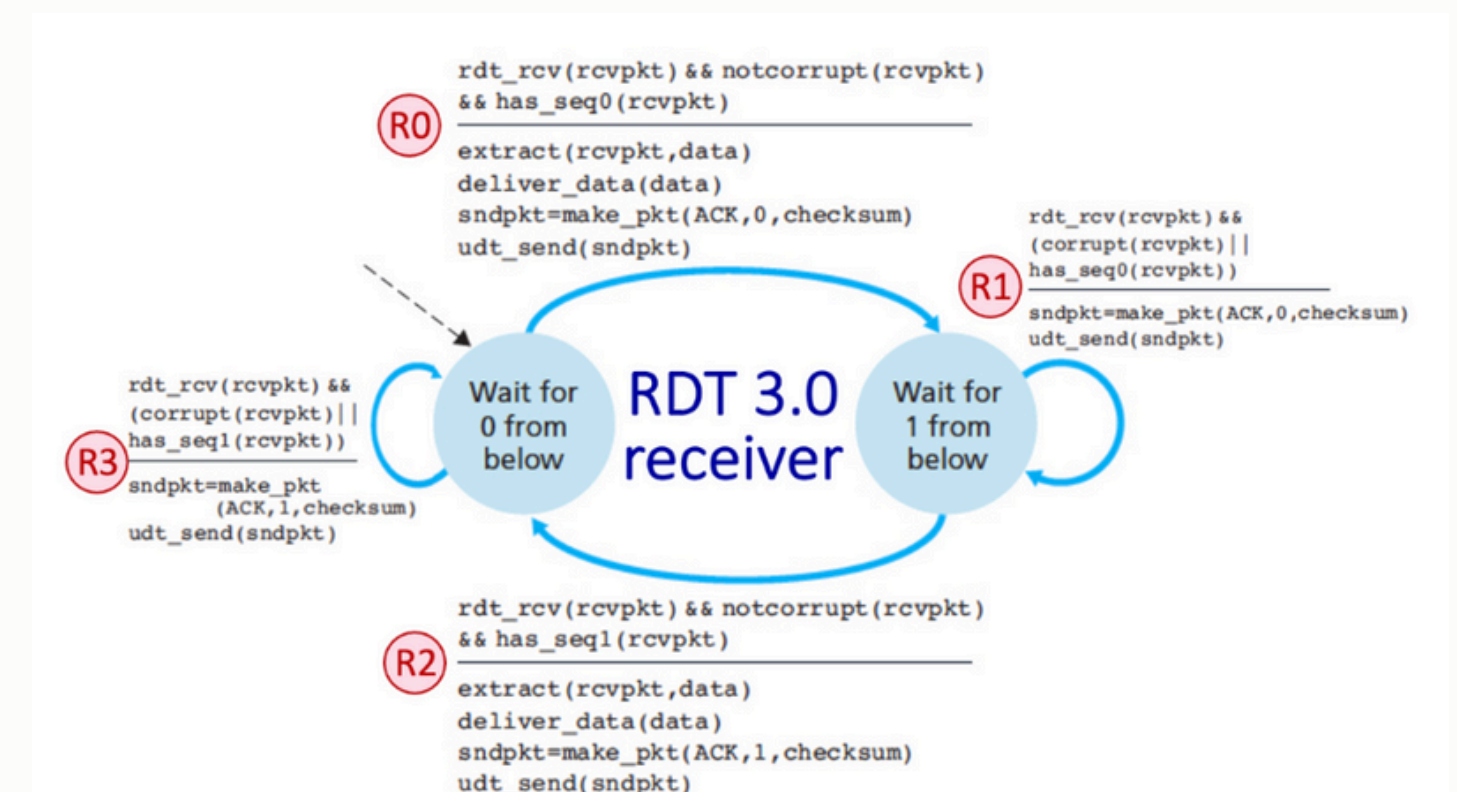 rdt_rcv(rcvpkt) && notcorrupt(rcvpkt)
&& has_seq0(rcvpkt)
R0
extract(rcvpkt,data)
deliver_data(data)
sndpkt=make_pkt(ACK,0,checksum)
udt_send(sndpkt)
rdt_rcv(rcvpkt) &&
(corrupt(rcvpkt)||
has_seq0(rcvpkt))
R1
sndpkt=make_pkt(ACK,0,checksum)
udt_send(sndpkt)
rdt_rcv(rcvpkt) &&
(corrupt(rcvpkt)||
has_seq1(rcvpkt))
R3
sndpkt=make_pkt
(ACK,1,checksum)
udt_send(sndpkt)
Wait for
0 from
below
RDT 3.0
receiver
Wait for
1 from
below
rdt_rcv(rcvpkt) && notcorrupt(rcvpkt)
&& has_seq1(rcvpkt)
R2
extract(rcvpkt,data)
deliver_data(data)
sndpkt=make_pkt(ACK,1,checksum)
udt_send(sndpkt)